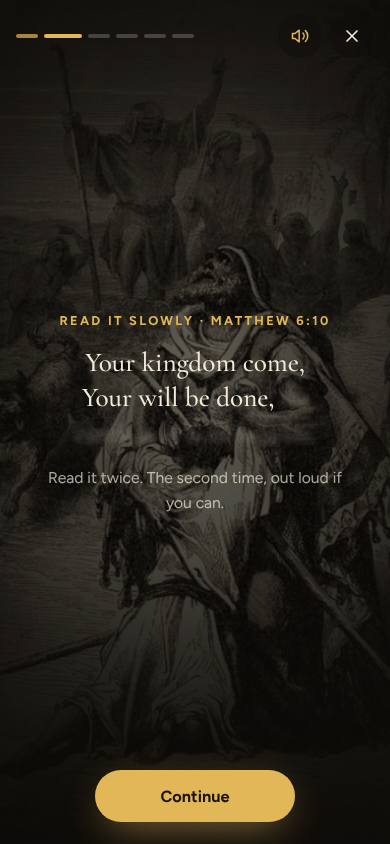 READ IT SLOWLY · MATTHEW 6:10
Your kingdom come,
Your will be done,
Read it twice. The second time, out loud if
you can.
Continue